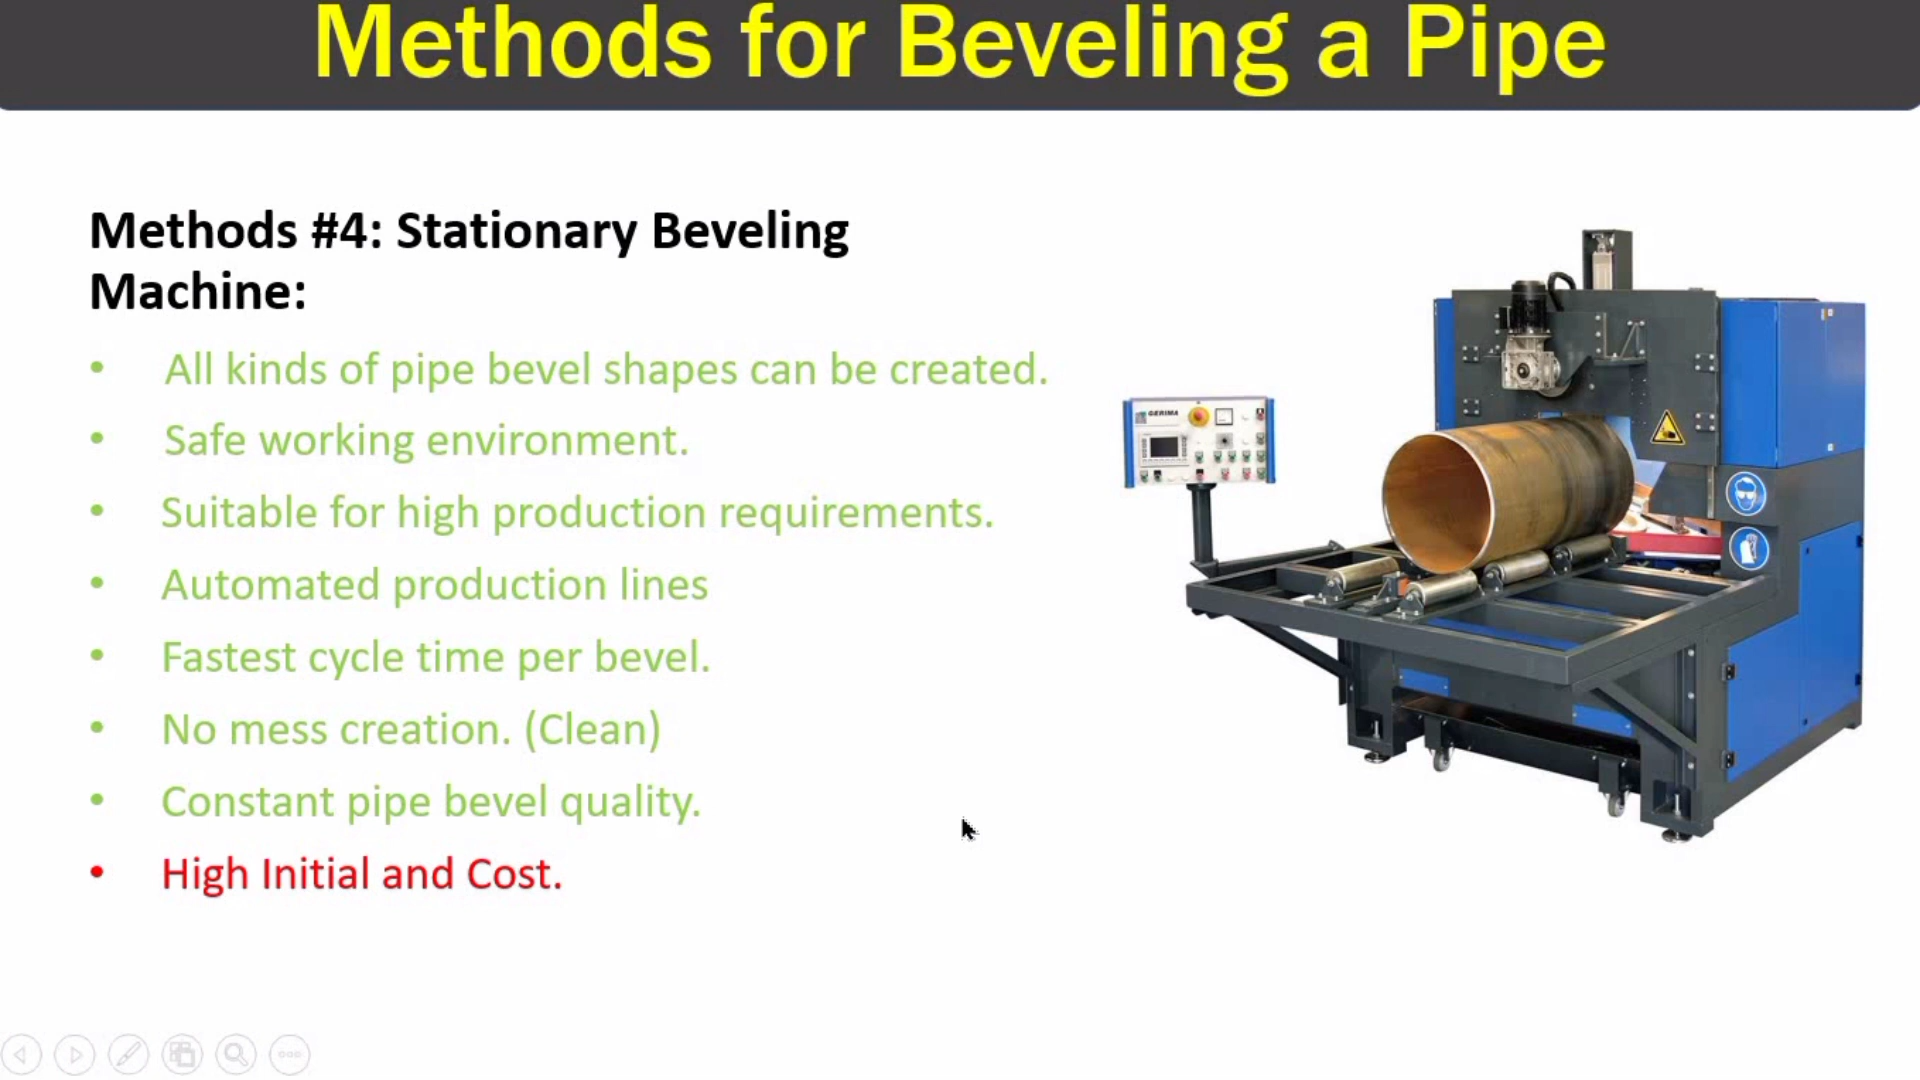 Methods for Beveling a Pipe
Methods #4: Stationary Beveling
Machine:
• All kinds of pipe bevel shapes can be created.
• Safe working environment.
• Suitable for high production requirements.
• Automated production lines
• Fastest cycle time per bevel.
• No mess creation. (Clean)
• Constant pipe bevel quality.
• High Initial and Cost.
GERIMA